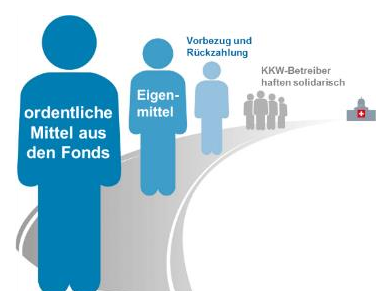 Vorbezug und
Rückzahlung
KKW-Betreiber
haften solidarisch
Eigen-
mittel
ordentliche
Mittel aus
den Fonds